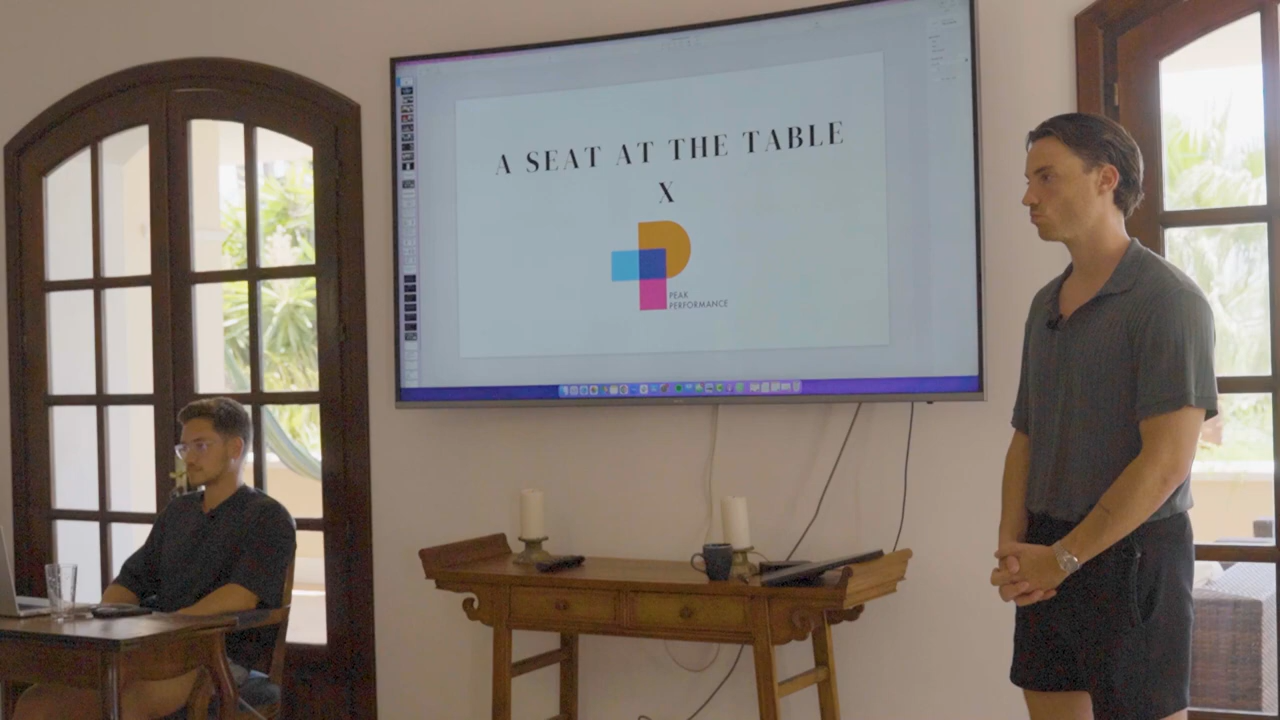 A SEAT AT THE TABLE
X
PEAK
PERFORMANCE